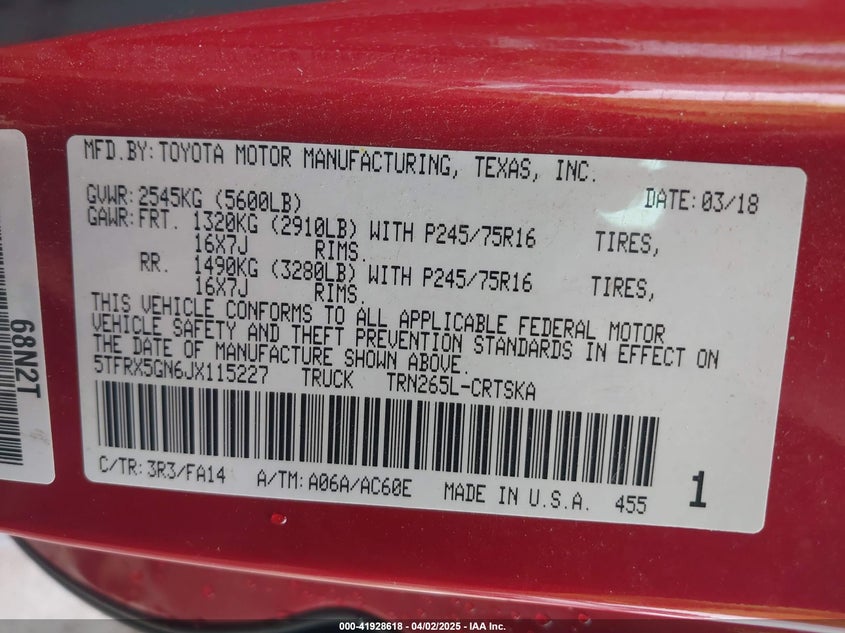 MFD.BY:TOYOTA MOTOR MANUFACTURING, TEXAS, INC.
GVWR:2545KG (5600LB) DATE:03/18
GAWR:FRT. 1320KG (2910LB) WITH P245/75R16 TIRES,
16X7J RIMS.
RR. 1490KG (3280LB) WITH P245/75R16 TIRES,
16X7J RIMS.
THIS VEHICLE CONFORMS TO ALL APPLICABLE FEDERAL MOTOR
VEHICLE SAFETY AND THEFT PREVENTION STANDARDS IN EFFECT ON
THE DATE OF MANUFACTURE SHOWN ABOVE.
5TFRX5GN6JX115227 TRUCK TRN265L-CRTSKA
C/TR:3R3/FA14 A/TM:A06A/AC60E MADE IN U.S.A. 455 1
68N2T
000-41928618 - 04/02/2025 - IAA Inc.